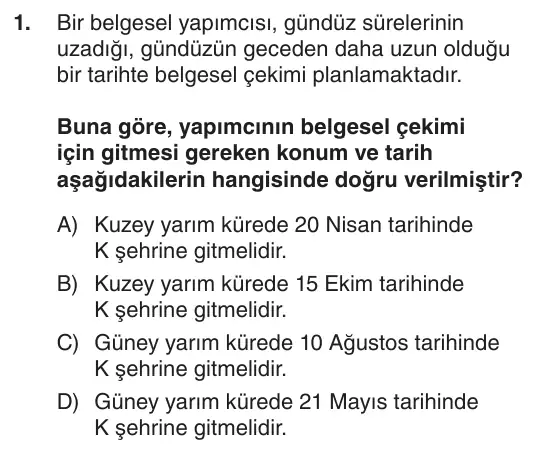 1. Bir belgesel yapımcısı, gündüz sürelerinin
uzadığı, gündüzün geceden daha uzun olduğu
bir tarihte belgesel çekimi planlamaktadır.
Buna göre, yapımcının belgesel çekimi
için gitmesi gereken konum ve tarih
aşağıdakilerin hangisinde doğru verilmiştir?
A) Kuzey yarım kürede 20 Nisan tarihinde
K şehrine gitmelidir.
B) Kuzey yarım kürede 15 Ekim tarihinde
K şehrine gitmelidir.
C) Güney yarım kürede 10 Ağustos tarihinde
K şehrine gitmelidir.
D) Güney yarım kürede 21 Mayıs tarihinde
K şehrine gitmelidir.